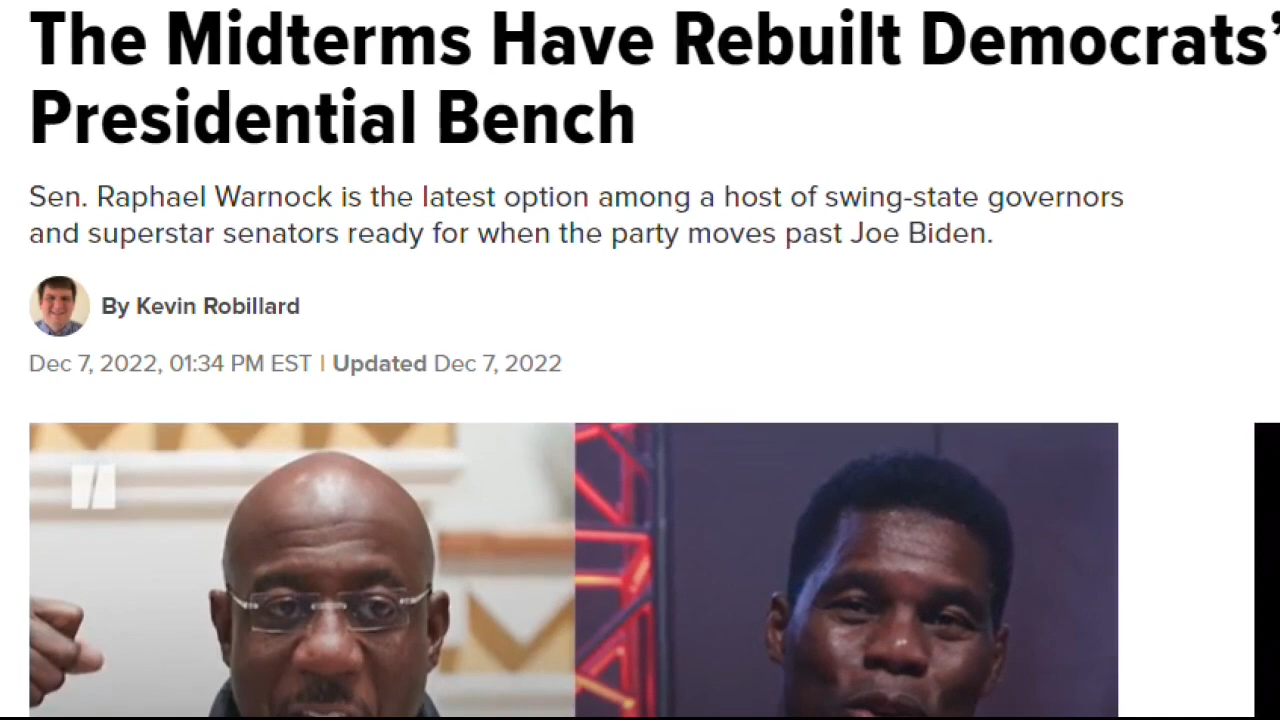 The Midterms Have Rebuilt Democrats’
Presidential Bench
Sen. Raphael Warnock is the latest option among a host of swing-state governors
and superstar senators ready for when the party moves past Joe Biden.
By Kevin Robillard
Dec 7, 2022, 01:34 PM EST | Updated Dec 7, 2022